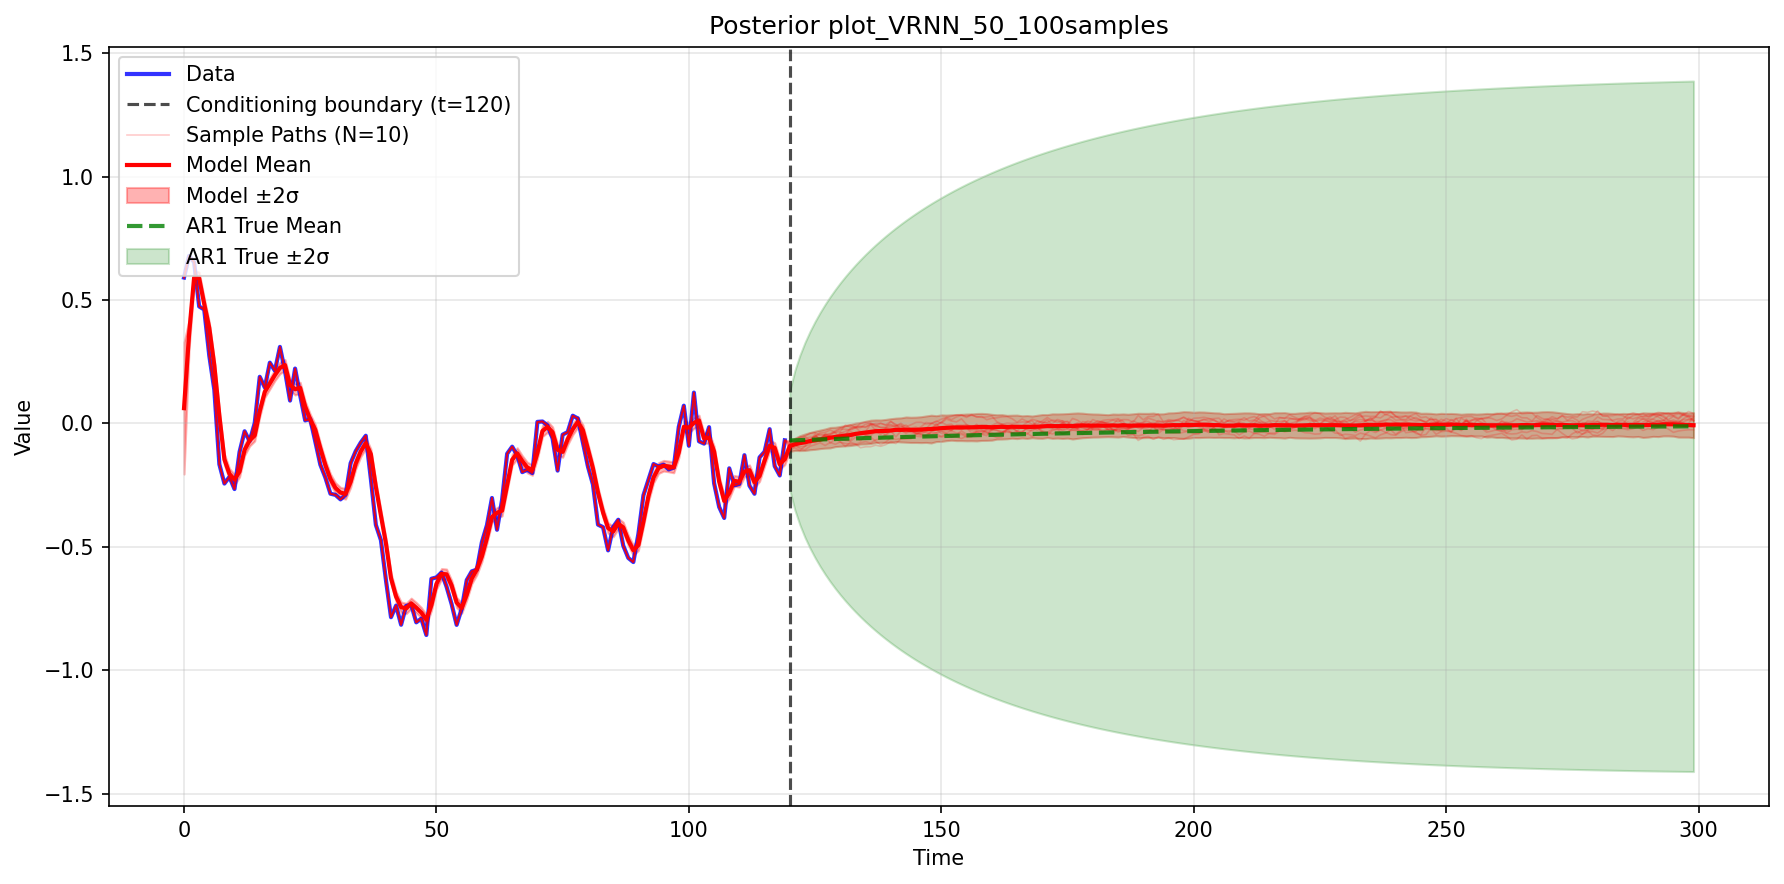 Posterior plot_VRNN_50_100samples
1.5
1.0
0.5
0.0
−0.5
−1.0
−1.5
Value
Data
Conditioning boundary (t=120)
Sample Paths (N=10)
Model Mean
Model ±2σ
AR1 True Mean
AR1 True ±2σ
0
50
100
150
200
250
300
Time